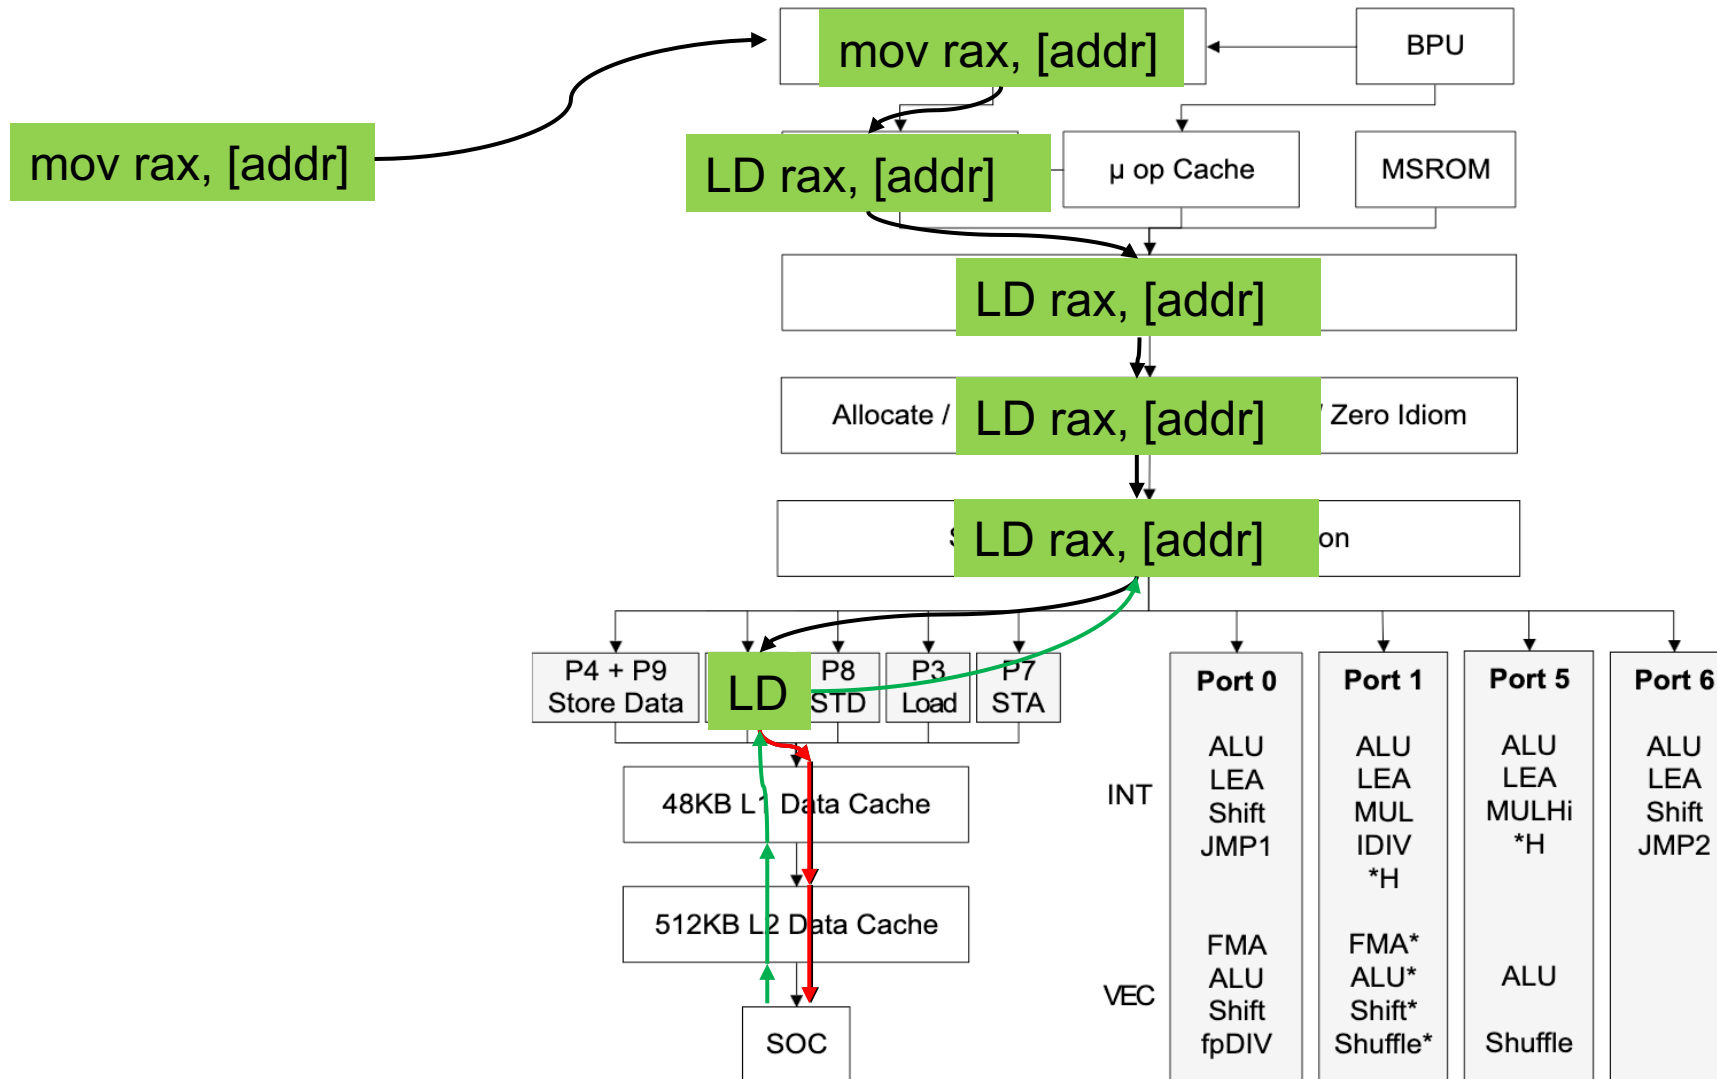 mov rax, [addr]
mov rax, [addr]
BPU
LD rax, [addr]
µ op Cache
MSROM
LD rax, [addr]
Allocate /
LD rax, [addr]
/ Zero Idiom
LD rax, [addr]
on
P4 + P9
Store Data
LD
P8
STD
P3
Load
P7
STA
48KB L1 Data Cache
512KB L2 Data Cache
SOC
INT
VEC
Port 0
ALU
LEA
Shift
JMP1
FMA
ALU
Shift
fpDIV
Port 1
ALU
LEA
MUL
IDIV
*H
FMA*
ALU*
Shift*
Shuffle*
Port 5
ALU
LEA
MULHi
*H
ALU
Shuffle
Port 6
ALU
LEA
Shift
JMP2